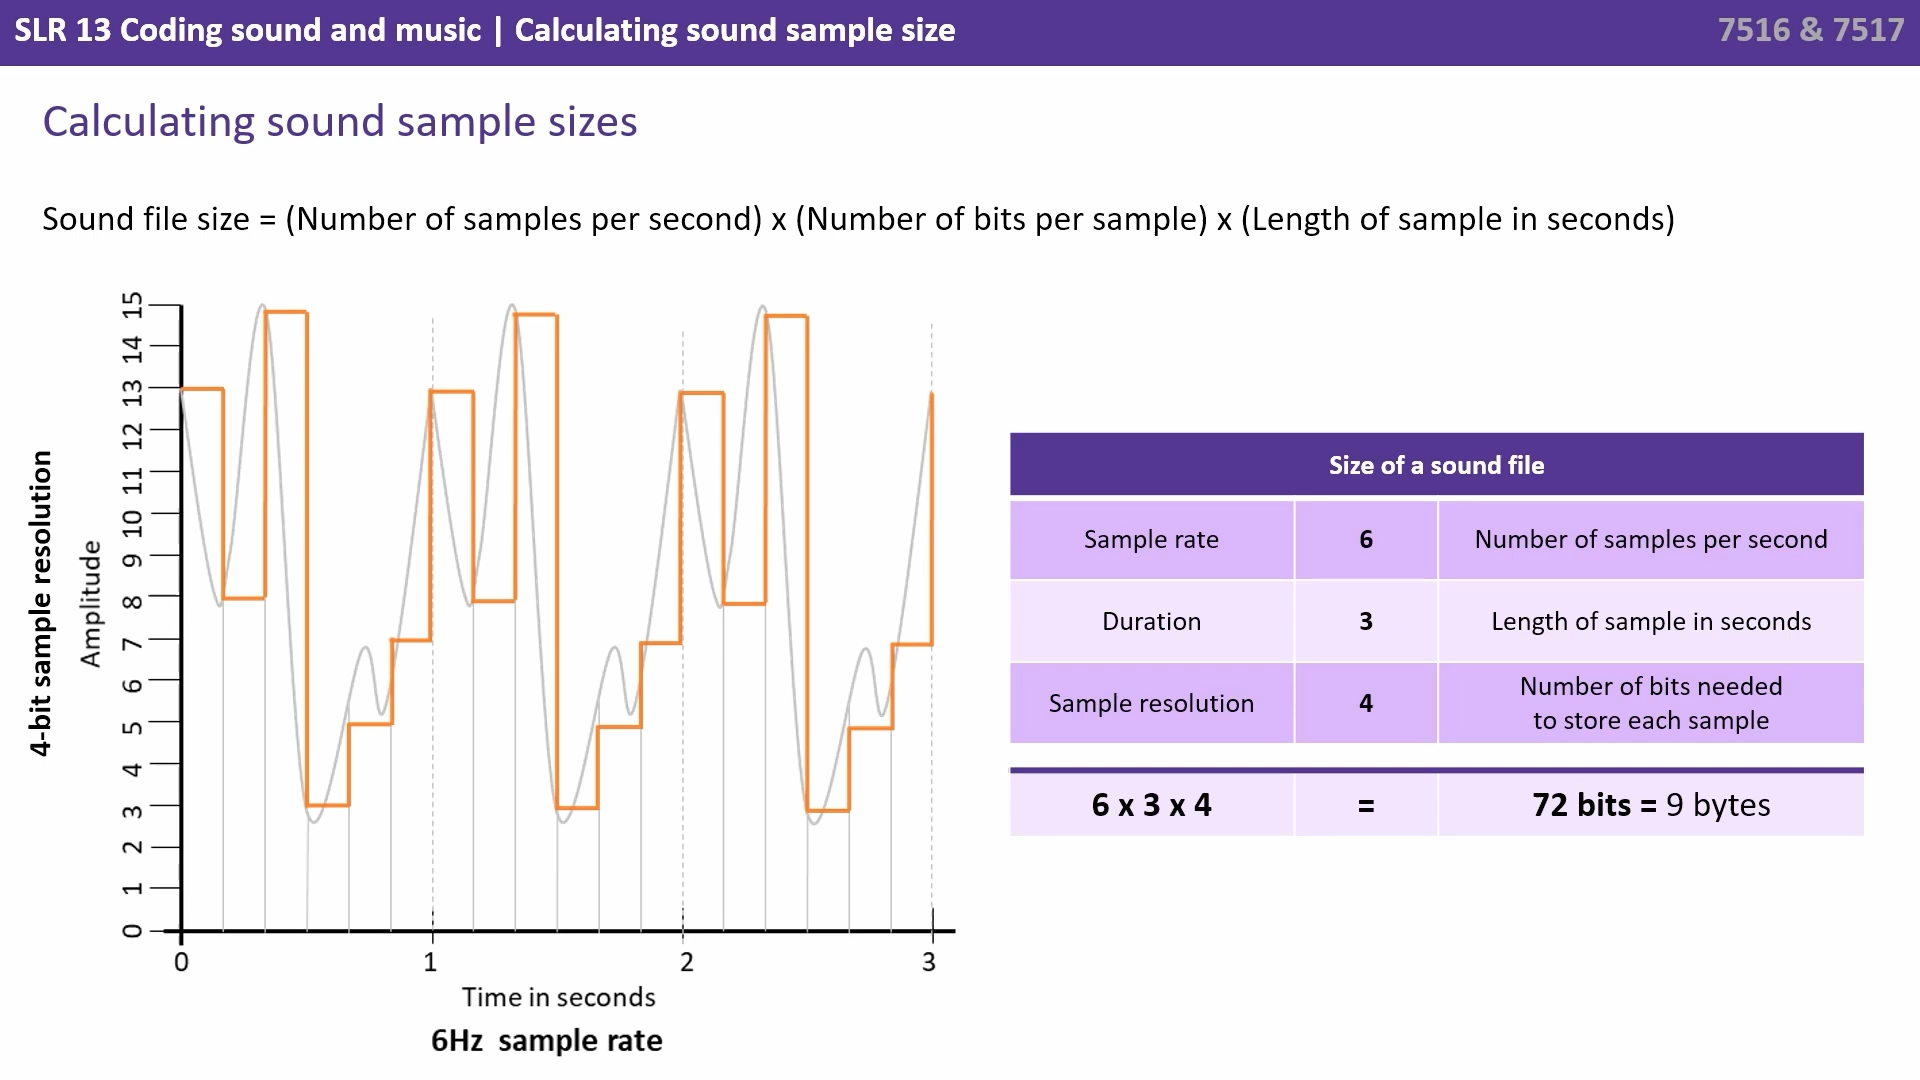 SLR 13 Coding sound and music | Calculating sound sample size
7516 & 7517
Calculating sound sample sizes
Sound file size = (Number of samples per second) x (Number of bits per sample) x (Length of sample in seconds)
4-bit sample resolution
Amplitude
15
14
13
12
11
10
9
8
7
6
5
4
3
2
1
0
0 1 2 3
Time in seconds
6Hz sample rate
Size of a sound file
Sample rate 6 Number of samples per second
Duration 3 Length of sample in seconds
Sample resolution 4 Number of bits needed
to store each sample
6 x 3 x 4 = 72 bits = 9 bytes